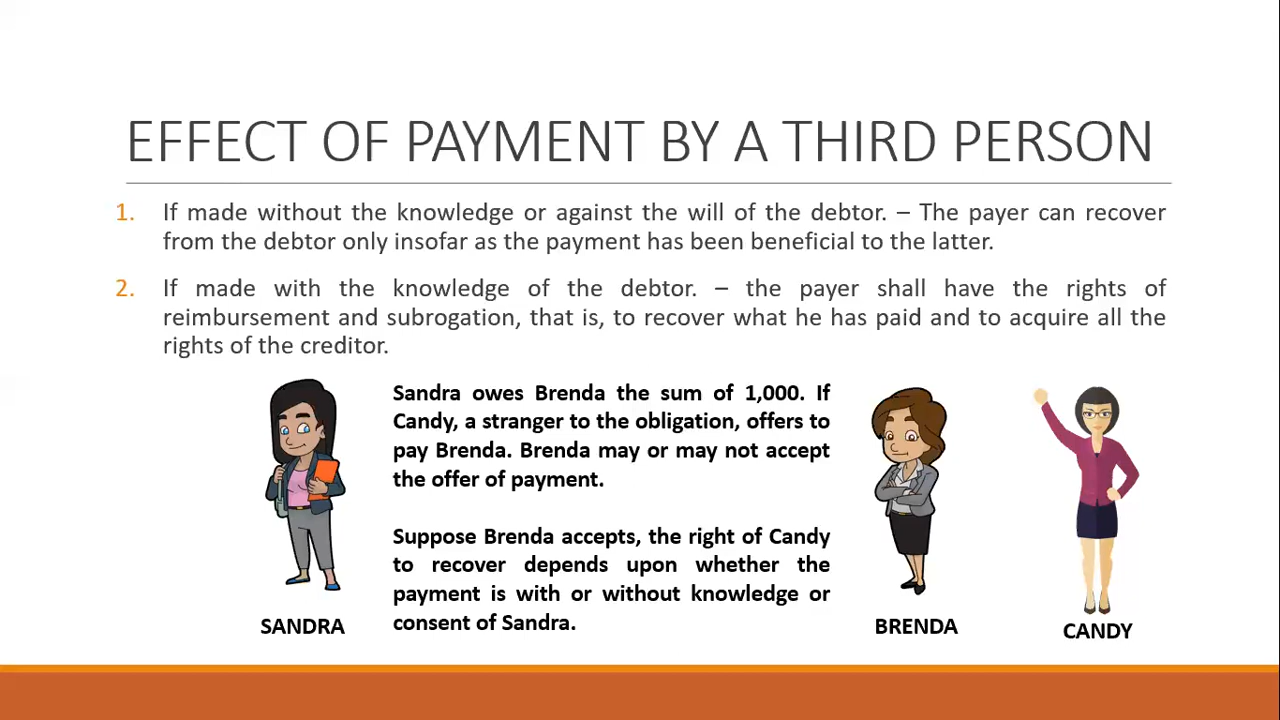 EFFECT OF PAYMENT BY A THIRD PERSON
1. If made without the knowledge or against the will of the debtor. – The payer can recover
from the debtor only insofar as the payment has been beneficial to the latter.
2. If made with the knowledge of the debtor. – the payer shall have the rights of
reimbursement and subrogation, that is, to recover what he has paid and to acquire all the
rights of the creditor.
Sandra owes Brenda the sum of 1,000. If
Candy, a stranger to the obligation, offers to
pay Brenda. Brenda may or may not accept
the offer of payment.
Suppose Brenda accepts, the right of Candy
to recover depends upon whether the
payment is with or without knowledge or
consent of Sandra.
SANDRA
BRENDA
CANDY